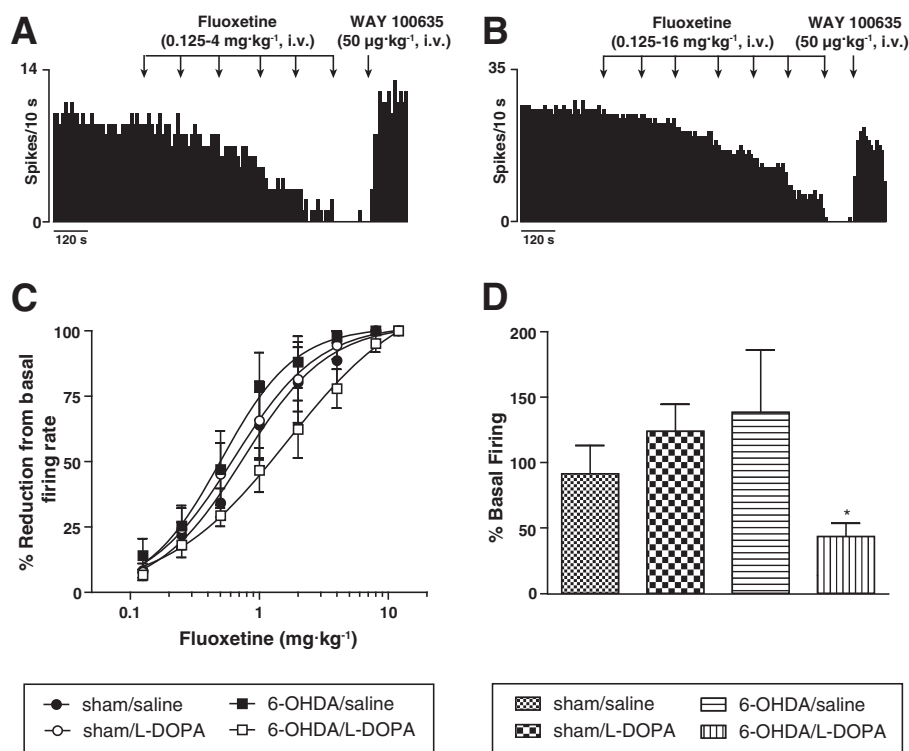 A
Fluoxetine
(0.125-4 mg·kg⁻¹, i.v.)
WAY 100635
(50 µg·kg⁻¹, i.v.)
14
Spikes/10 s
0
120 s
B
Fluoxetine
(0.125-16 mg·kg⁻¹, i.v.)
WAY 100635
(50 µg·kg⁻¹, i.v.)
35
Spikes/10 s
0
120 s
C
% Reduction from basal
firing rate
100
75
50
25
0
0.1
1
10
Fluoxetine (mg·kg⁻¹)
sham/saline
6-OHDA/saline
sham/L-DOPA
6-OHDA/L-DOPA
D
% Basal Firing
200
150
100
50
0
*
sham/saline
6-OHDA/saline
sham/L-DOPA
6-OHDA/L-DOPA